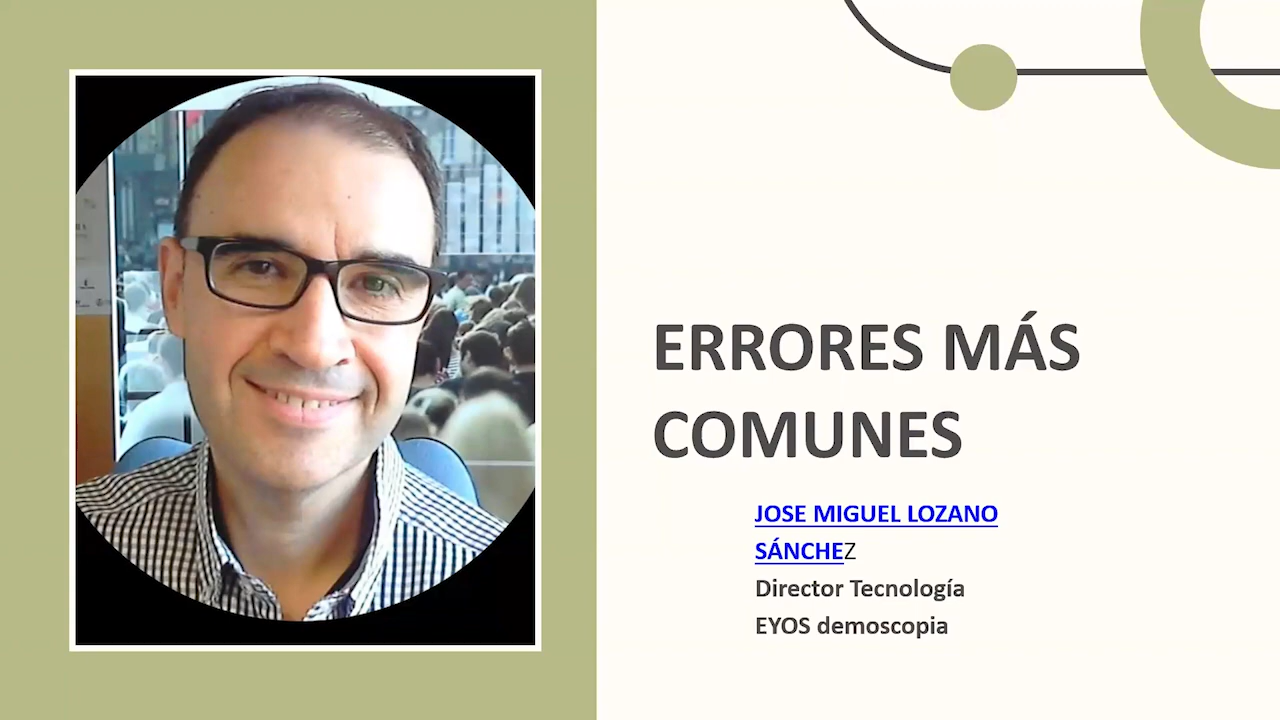 ERRORES MÁS
COMUNES
JOSE MIGUEL LOZANO
SÁNCHEZ
Director Tecnología
EYOS demoscopia